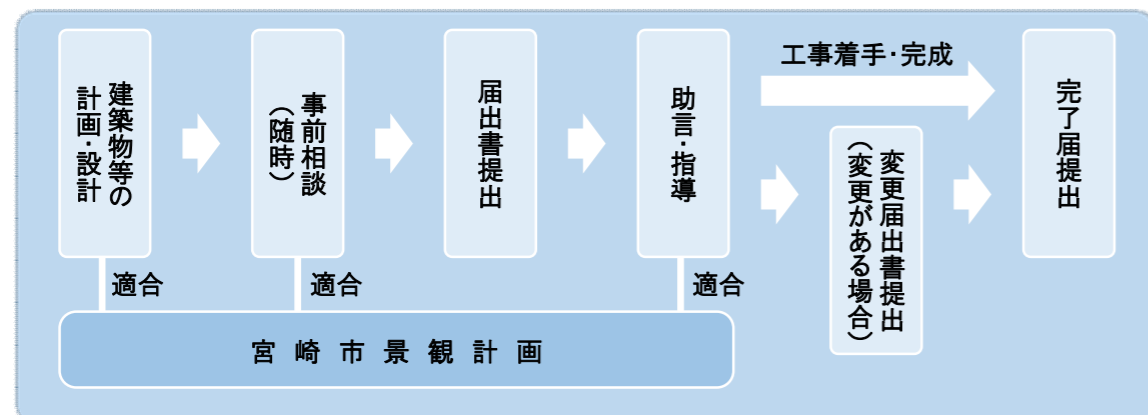 建築物等の
計画・設計
事前相談
（随時）
届出書提出
助言・指導
工事着手・完成
変更届出書提出
（変更がある場合）
完了届提出
適合
適合
適合
宮崎市景観計画